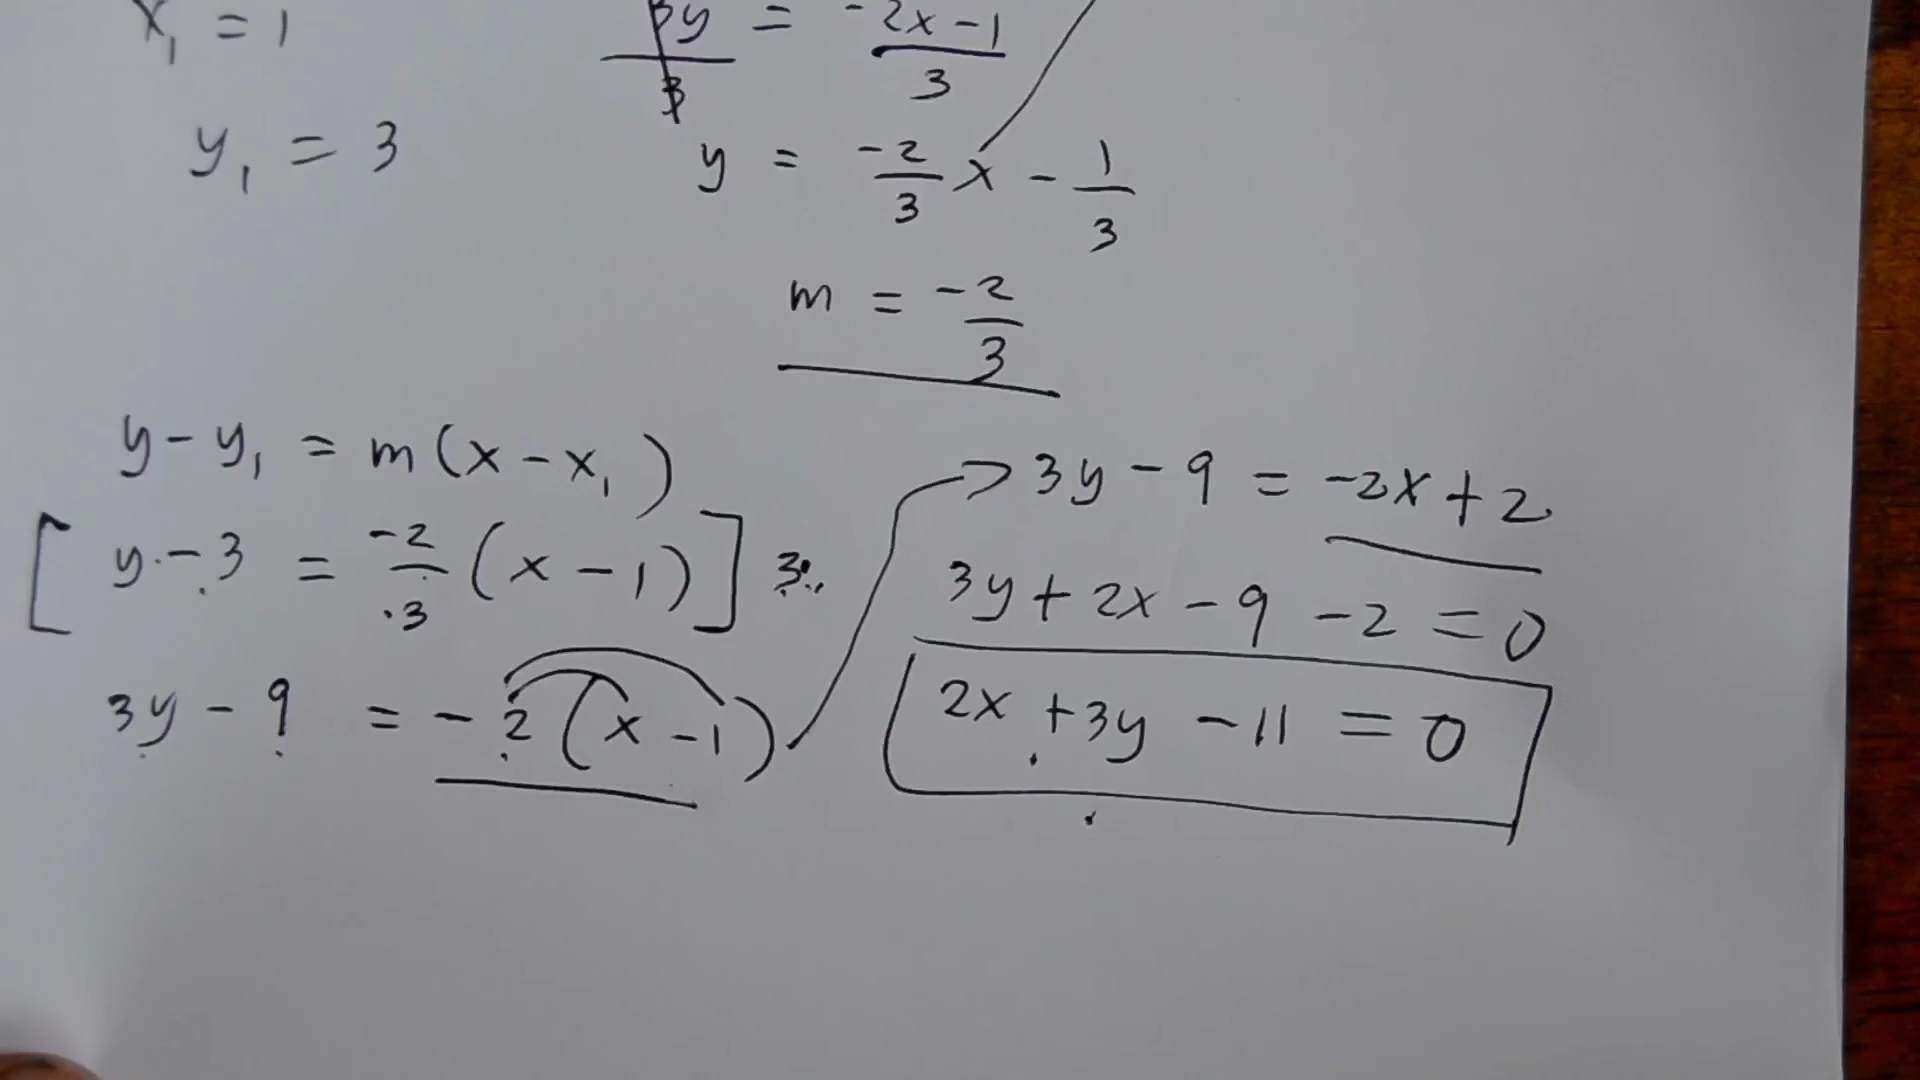 x₁ = 1
y₁ = 3
3y/3 = -2x-1/3
y = -2/3 x - 1/3
m = -2/3
y-y₁ = m(x-x₁)
[y-3 = -2/3 (x-1)] 3
3y-9 = -2(x-1)
3y-9 = -2x+2
3y+2x-9-2=0
2x+3y-11=0